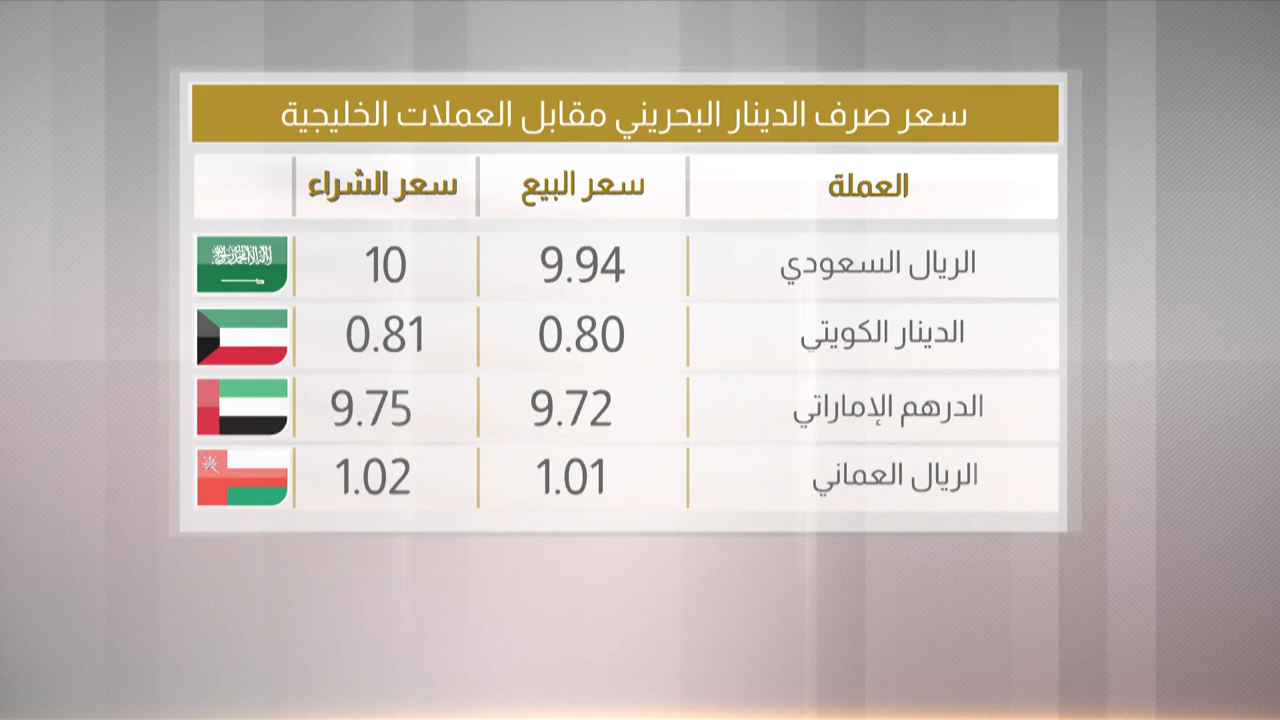 سعر صرف الدينار البحريني مقابل العملات الخليجية
العملة سعر البيع سعر الشراء
الريال السعودي 9.94 10
الدينار الكويتي 0.80 0.81
الدرهم الإماراتي 9.72 9.75
الريال العماني 1.01 1.02